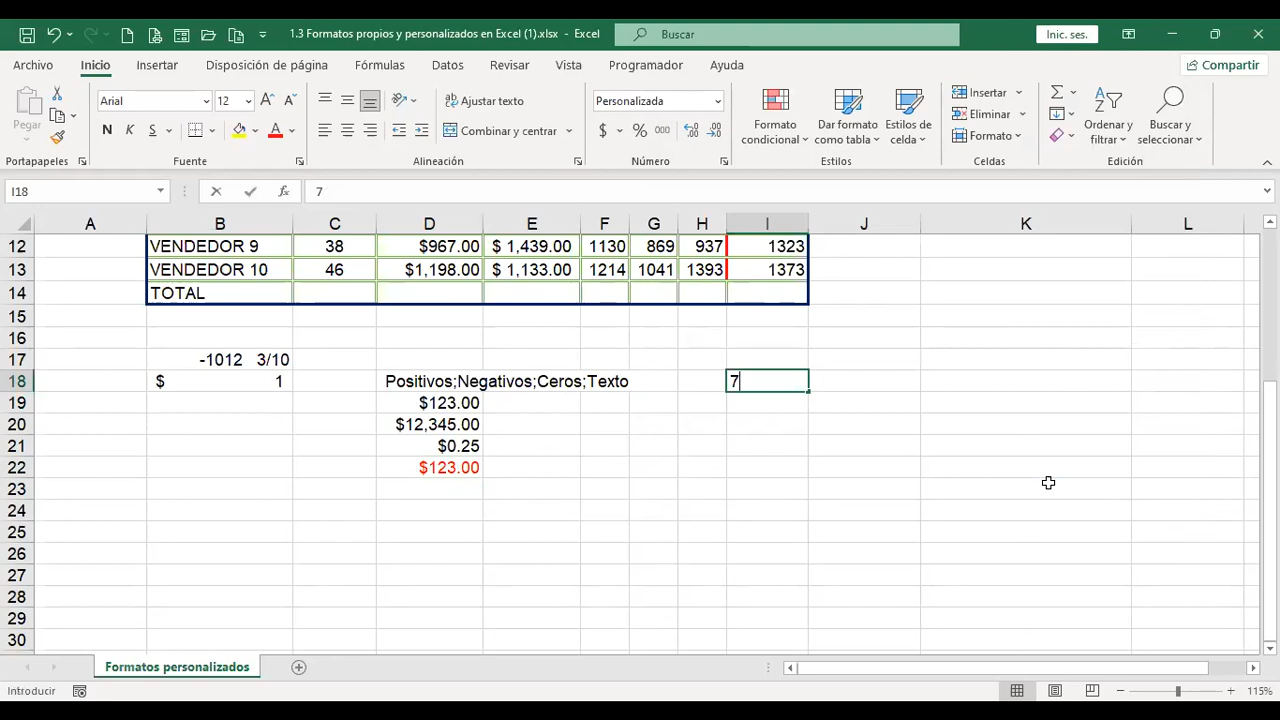 1.3 Formatos propios y personalizados en Excel (1).xlsx - Excel
Buscar
Inic. ses.
Archivo Inicio Insertar Disposición de página Fórmulas Datos Revisar Vista Programador Ayuda Compartir
Pegar
Arial 12
Ajustar texto
Personalizada
N K S
Combinar y centrar
$ % 000
Formato condicional
Dar formato como tabla
Estilos de celda
Insertar
Eliminar
Formato
Ordenar y filtrar
Buscar y seleccionar
Portapapeles Fuente Alineación Número Estilos Celdas Edición
I18 fx 7
A B C D E F G H I J K L
12 VENDEDOR 9 38 $967.00 $ 1,439.00 1130 869 937 1323
13 VENDEDOR 10 46 $1,198.00 $ 1,133.00 1214 1041 1393 1373
14 TOTAL
15
16
17 -1012 3/10
18 $ 1 Positivos;Negativos;Ceros;Texto 7
19 $123.00
20 $12,345.00
21 $0.25
22 $123.00
23
24
25
26
27
28
29
30
Formatos personalizados
Introducir 115%